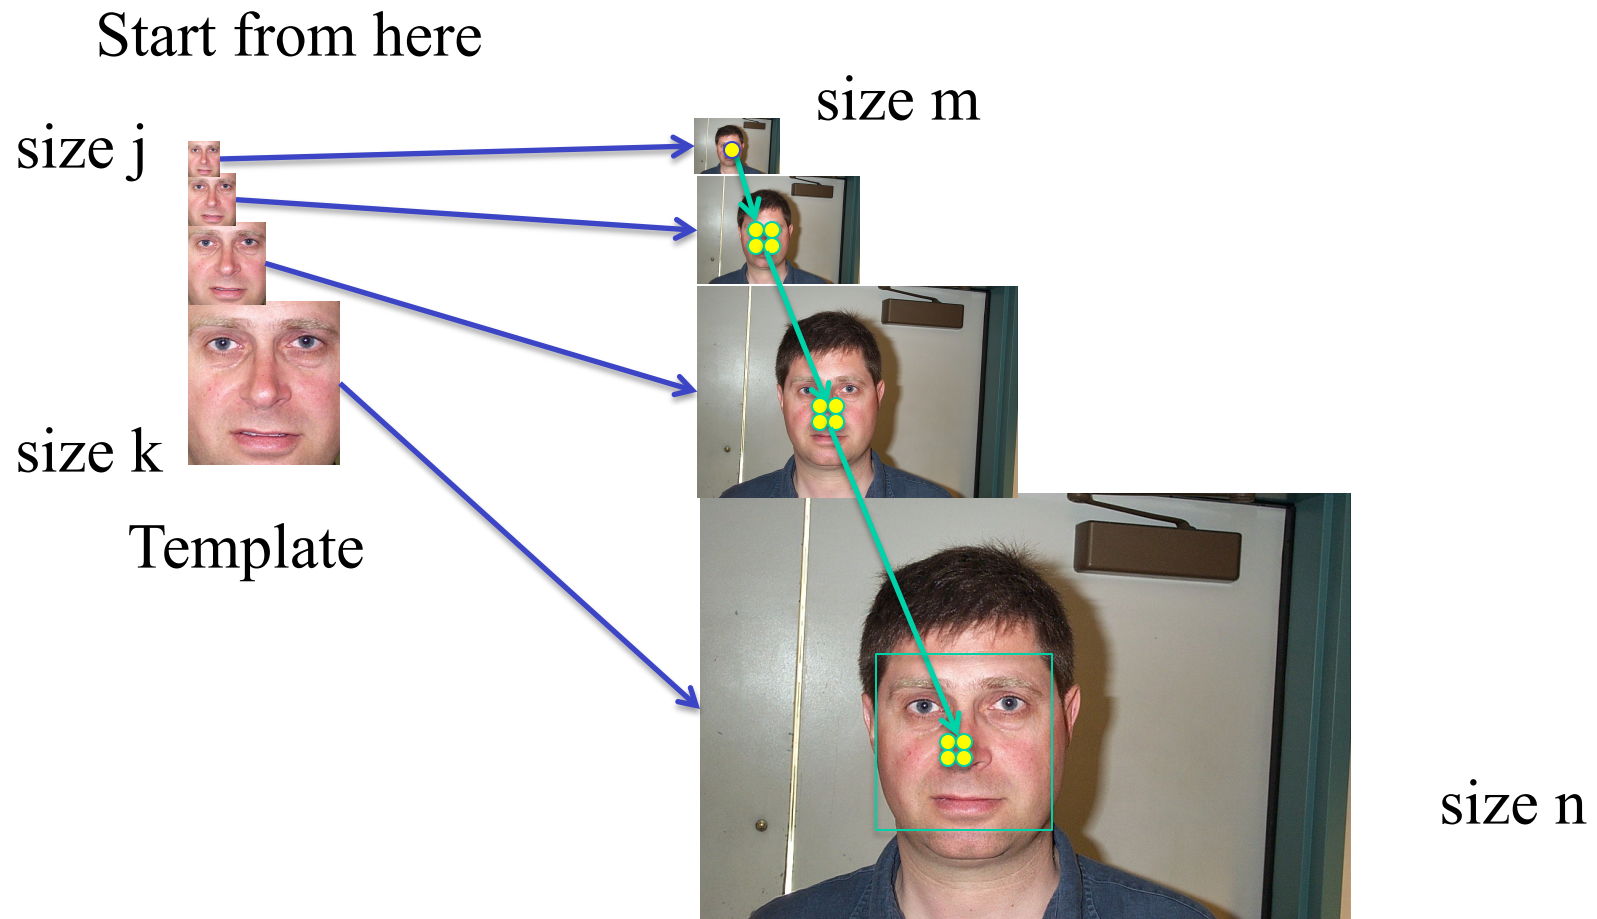 Start from here
size m
size j
size k
Template
size n